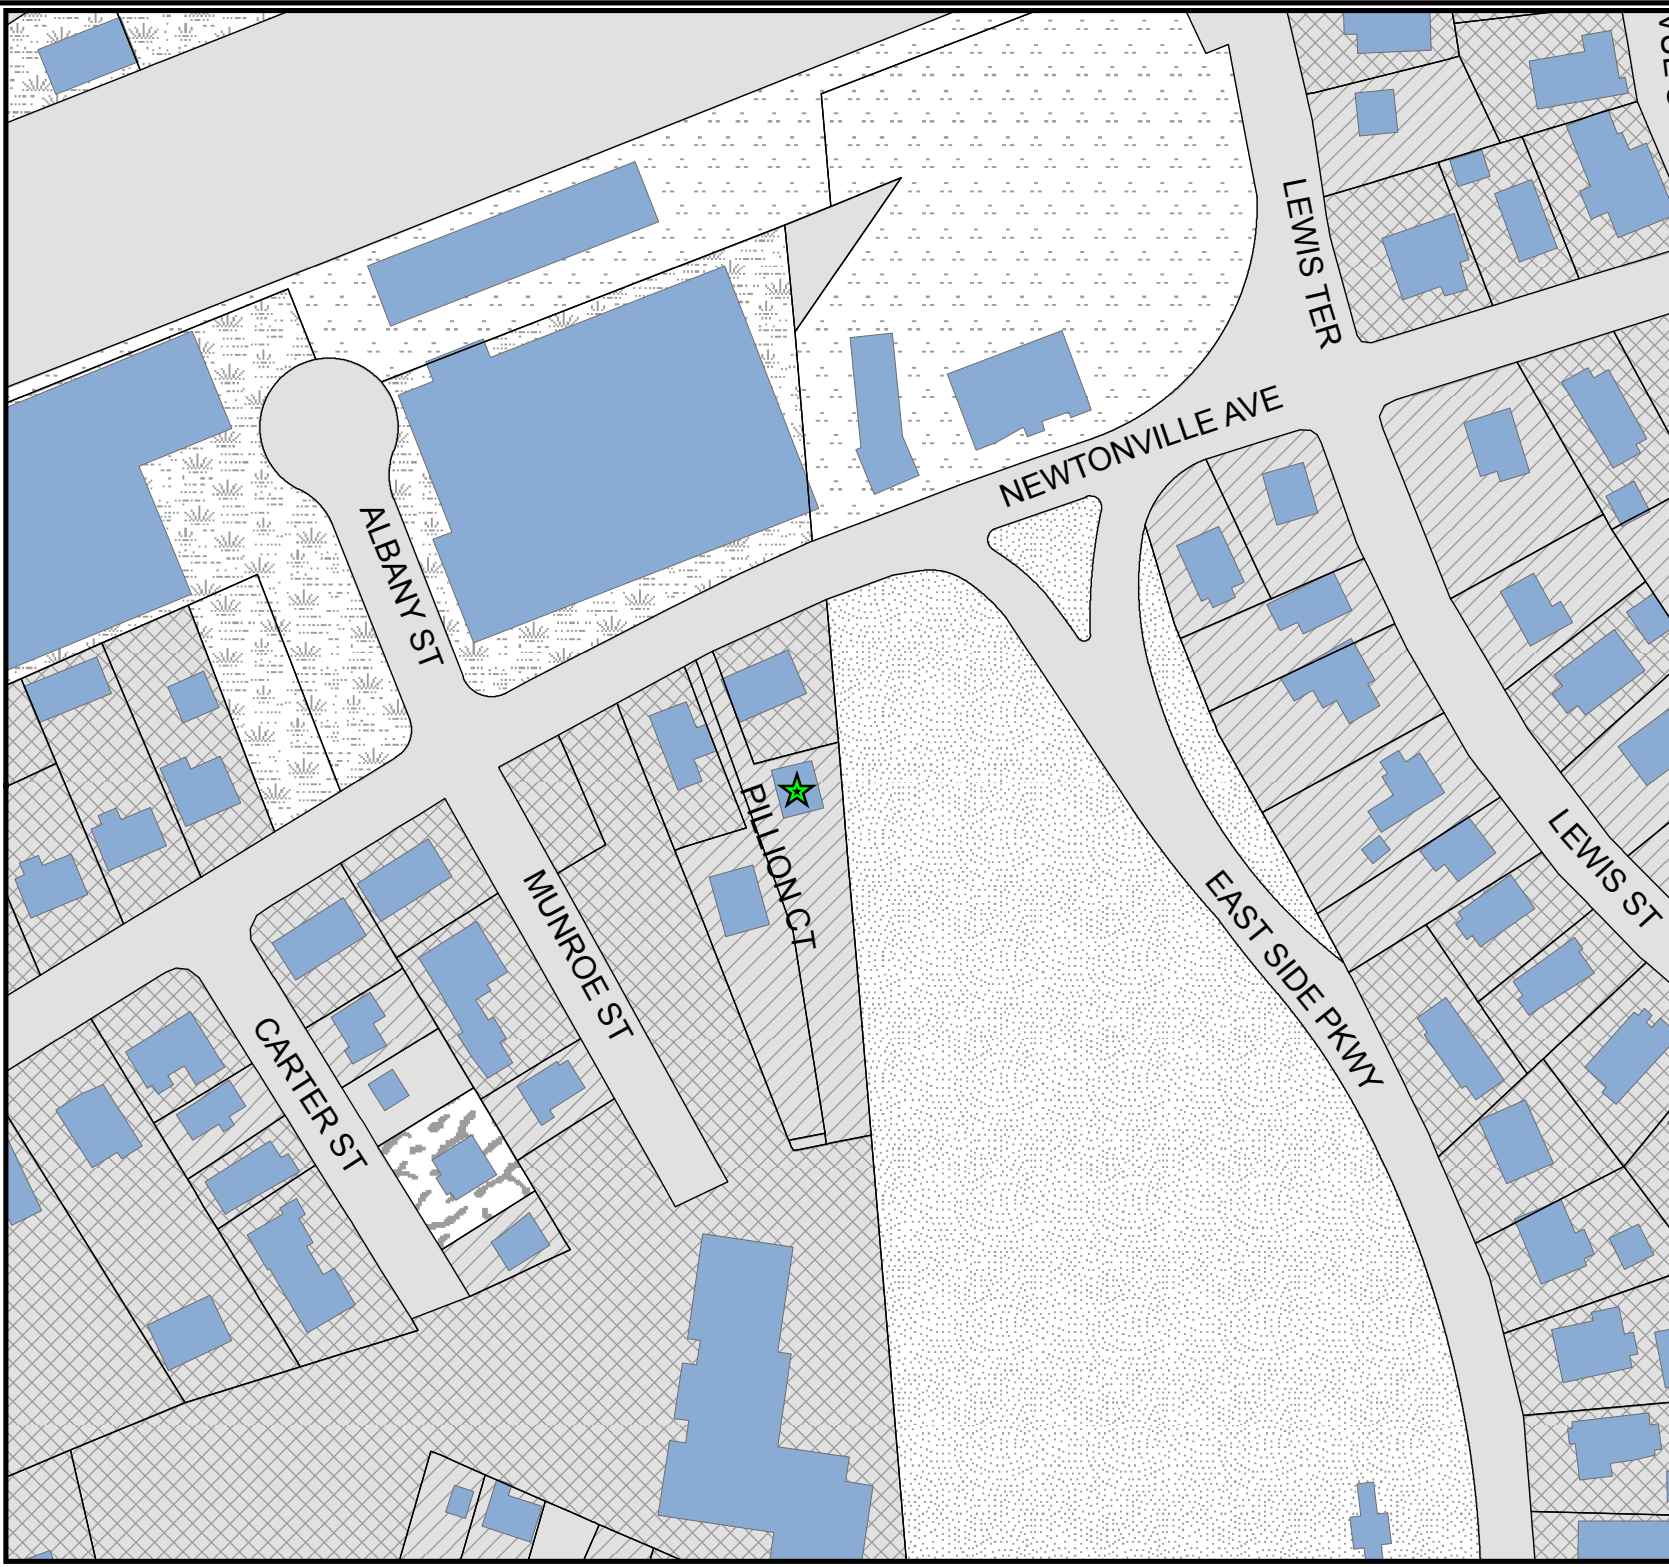 LEWIS TER
NEWTONVILLE AVE
ALBANY ST
PILLION CT
MUNROE ST
EAST SIDE PKWY
LEWIS ST
CARTER ST